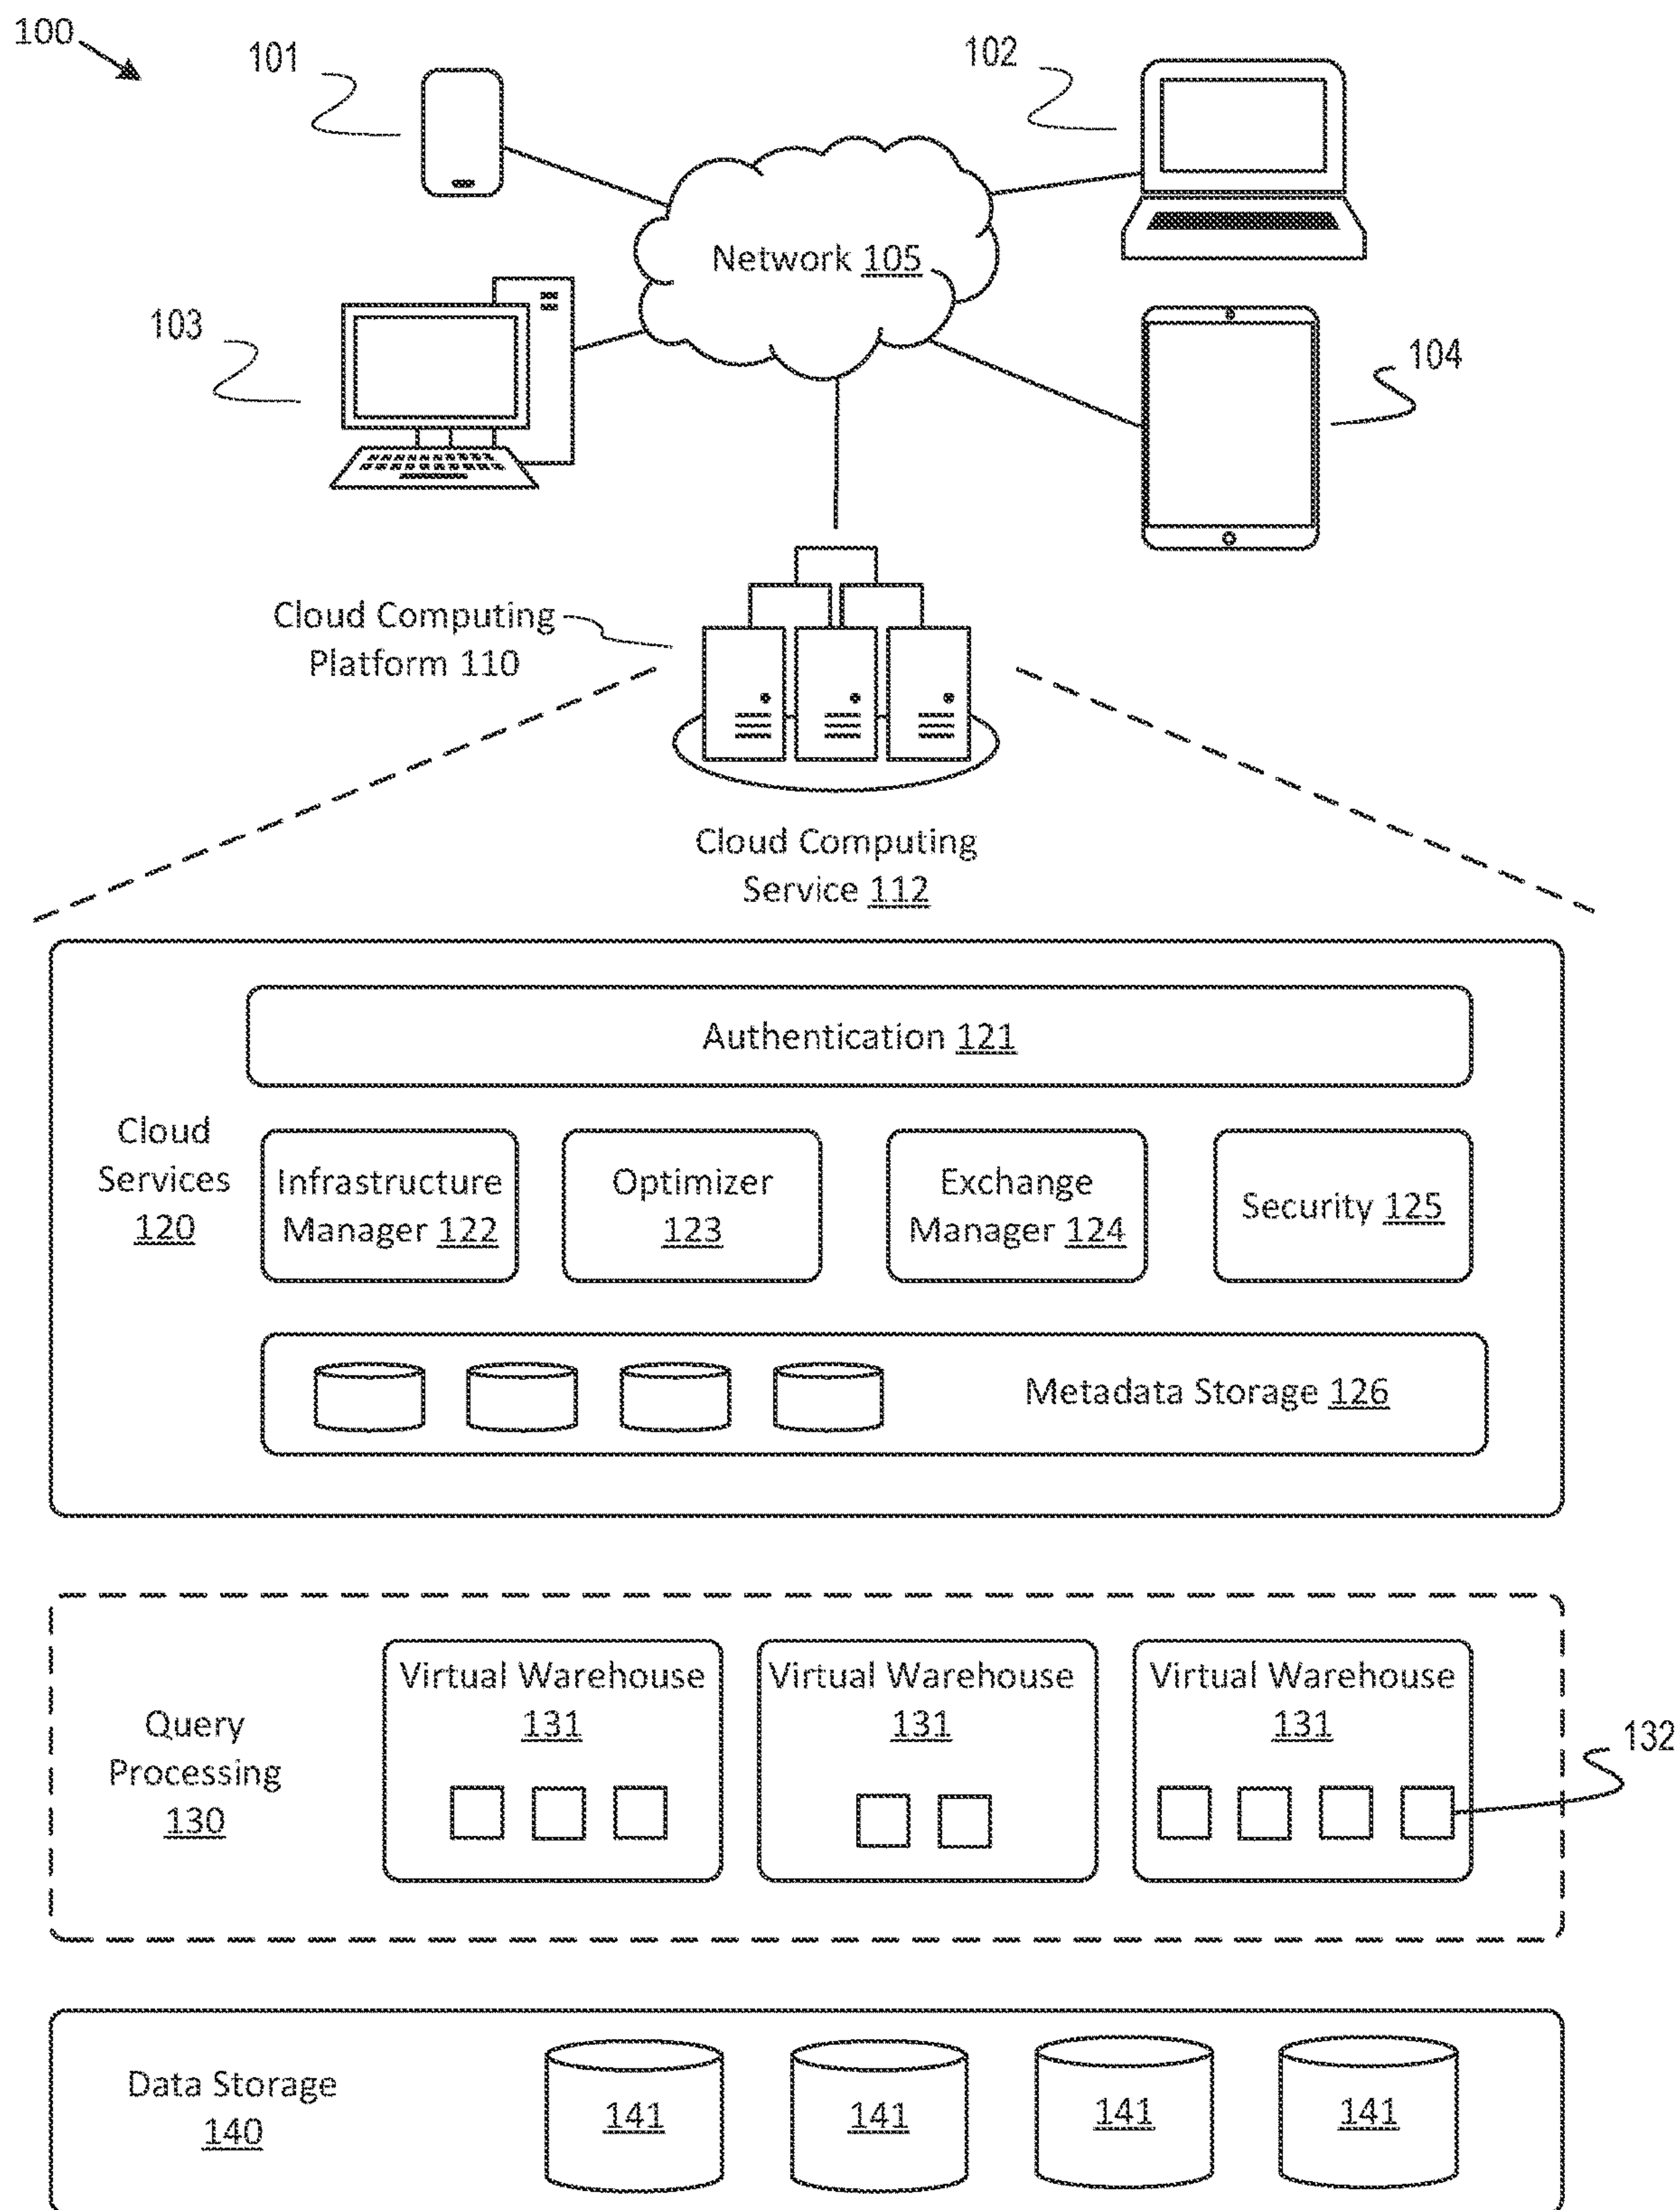 100
101
102
Network 105
103
104
Cloud Computing
Platform 110
Cloud Computing
Service 112
Authentication 121
Cloud
Services
120
Infrastructure
Manager 122
Optimizer
123
Exchange
Manager 124
Security 125
Metadata Storage 126
Query
Processing
130
Virtual Warehouse
131
Virtual Warehouse
131
Virtual Warehouse
131
132
Data Storage
140
141
141
141
141